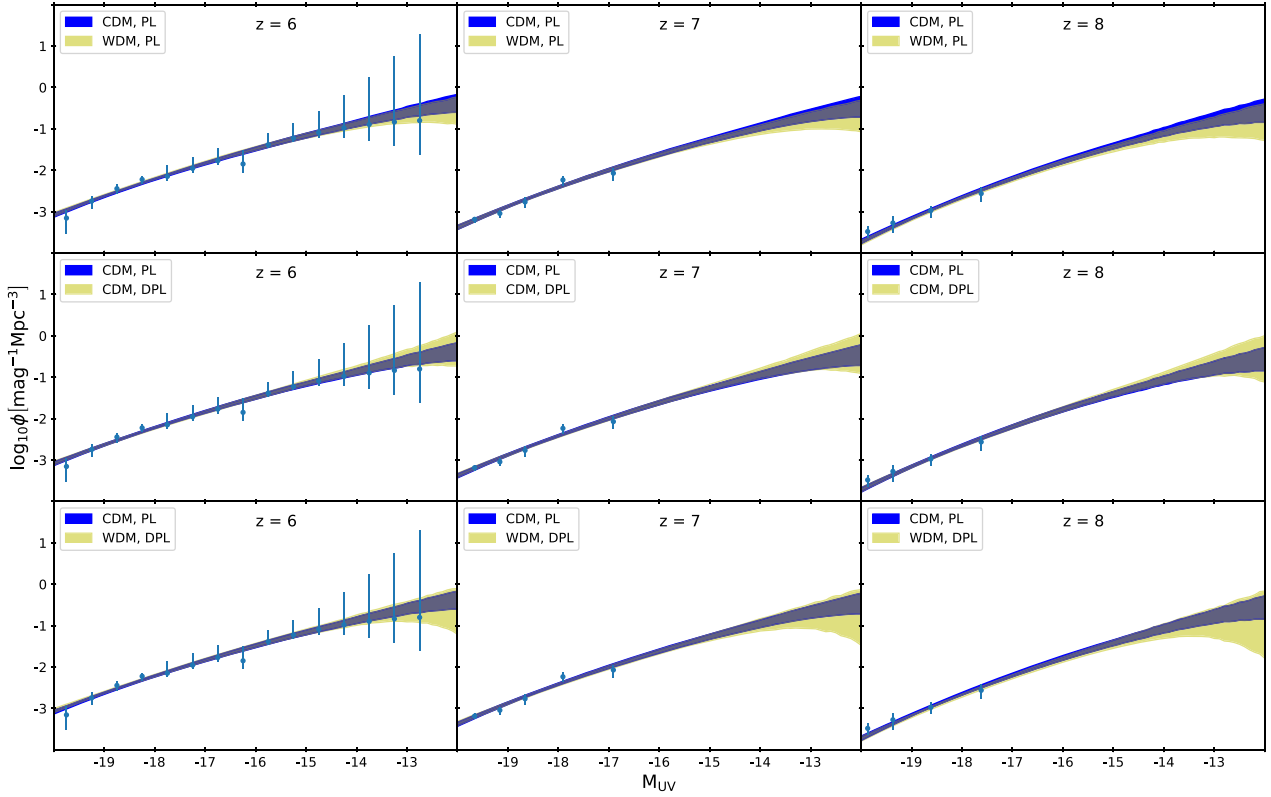 CDM, PL
WDM, PL
z = 6
CDM, PL
WDM, PL
z = 7
CDM, PL
WDM, PL
z = 8
1
0
-1
-2
-3
CDM, PL
CDM, DPL
z = 6
CDM, PL
CDM, DPL
z = 7
CDM, PL
CDM, DPL
z = 8
1
0
-1
-2
-3
log₁₀ϕ [mag⁻¹Mpc⁻³]
CDM, PL
WDM, DPL
z = 6
CDM, PL
WDM, DPL
z = 7
CDM, PL
WDM, DPL
z = 8
1
0
-1
-2
-3
-19 -18 -17 -16 -15 -14 -13 -19 -18 -17 -16 -15 -14 -13 -19 -18 -17 -16 -15 -14 -13
M_UV